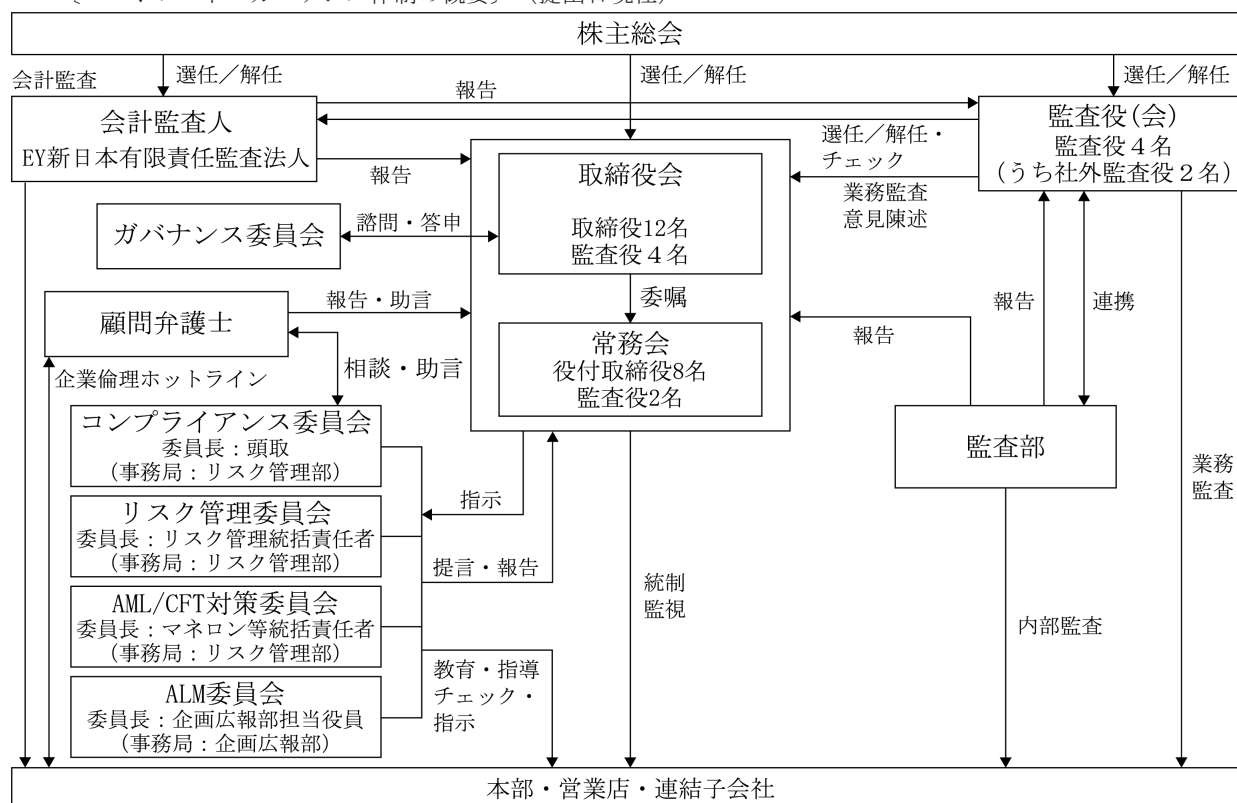 株主総会
会計監査
選任／解任
選任／解任
選任／解任
報告
会計監査人
EY新日本有限責任監査法人
監査役(会)
監査役４名
(うち社外監査役２名)
選任／解任・
チェック
報告
業務監査
意見陳述
取締役会
取締役12名
監査役４名
ガバナンス委員会
諮問・答申
委嘱
顧問弁護士
報告・助言
常務会
役付取締役8名
監査役2名
報告
報告
連携
企業倫理ホットライン
相談・助言
コンプライアンス委員会
委員長：頭取
(事務局：リスク管理部)
監査部
業務
監査
リスク管理委員会
委員長：リスク管理統括責任者
(事務局：リスク管理部)
指示
提言・報告
統制
監視
AML/CFT対策委員会
委員長：マネロン等統括責任者
(事務局：リスク管理部)
内部監査
教育・指導
チェック・
指示
ALM委員会
委員長：企画広報部担当役員
(事務局：企画広報部)
本部・営業店・連結子会社